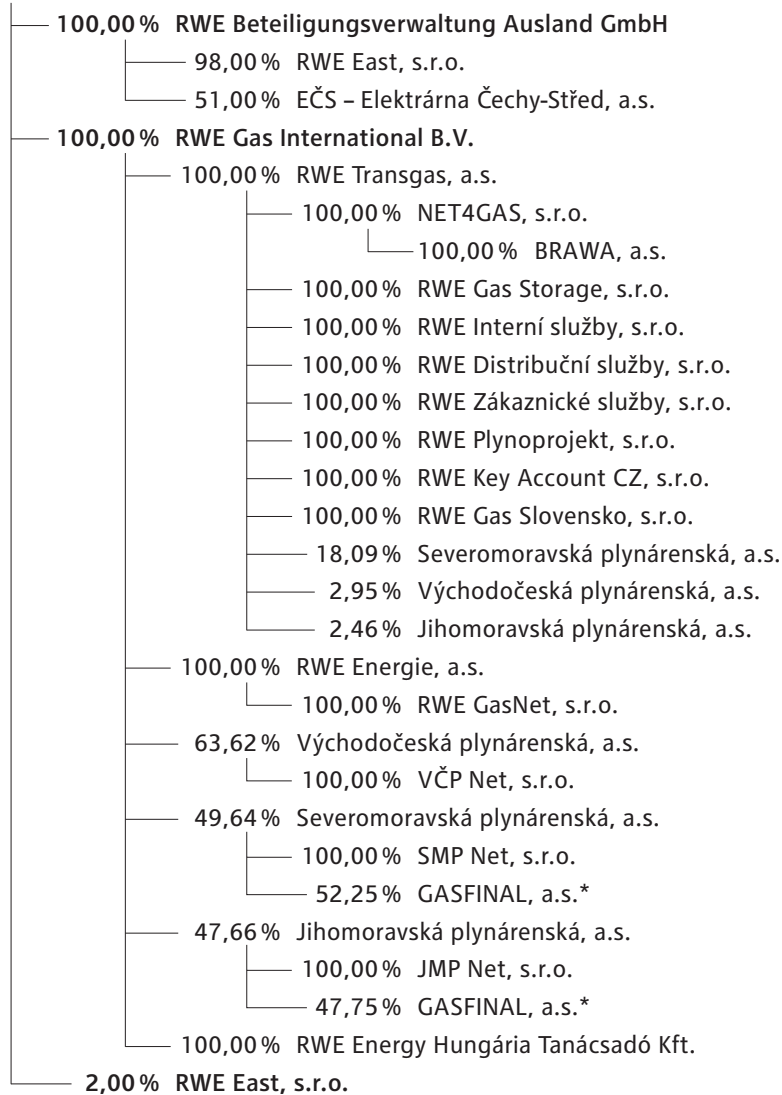 100,00 % RWE Beteiligungsverwaltung Ausland GmbH
98,00 % RWE East, s.r.o.
51,00 % EČS – Elektrárna Čechy-Střed, a.s.
100,00 % RWE Gas International B.V.
100,00 % RWE Transgas, a.s.
100,00 % NET4GAS, s.r.o.
100,00 % BRAWA, a.s.
100,00 % RWE Gas Storage, s.r.o.
100,00 % RWE Interní služby, s.r.o.
100,00 % RWE Distribuční služby, s.r.o.
100,00 % RWE Zákaznické služby, s.r.o.
100,00 % RWE Plynoprojekt, s.r.o.
100,00 % RWE Key Account CZ, s.r.o.
100,00 % RWE Gas Slovensko, s.r.o.
18,09 % Severomoravská plynárenská, a.s.
2,95 % Východočeská plynárenská, a.s.
2,46 % Jihomoravská plynárenská, a.s.
100,00 % RWE Energie, a.s.
100,00 % RWE GasNet, s.r.o.
63,62 % Východočeská plynárenská, a.s.
100,00 % VČP Net, s.r.o.
49,64 % Severomoravská plynárenská, a.s.
100,00 % SMP Net, s.r.o.
52,25 % GASFINAL, a.s.*
47,66 % Jihomoravská plynárenská, a.s.
100,00 % JMP Net, s.r.o.
47,75 % GASFINAL, a.s.*
100,00 % RWE Energy Hungária Tanácsadó Kft.
2,00 % RWE East, s.r.o.